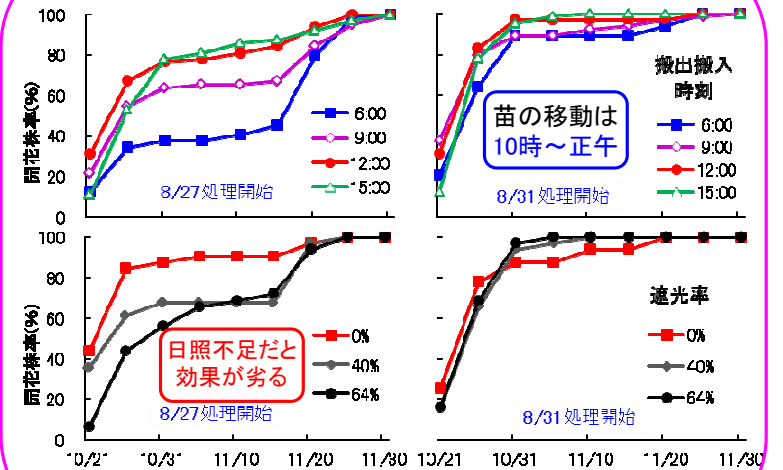 100
80
60
40
20
0
開花株率(%)
6:00
9:00
12:00
15:00
8/27処理開始
搬出搬入
時刻
苗の移動は
10時～正午
6:00
9:00
12:00
15:00
8/31処理開始
100
80
60
40
20
0
開花株率(%)
0%
40%
64%
日照不足だと
効果が劣る
8/27処理開始
10/21 10/31 11/10 11/20 11/30
遮光率
0%
40%
64%
8/31処理開始
10/21 10/31 11/10 11/20 11/30